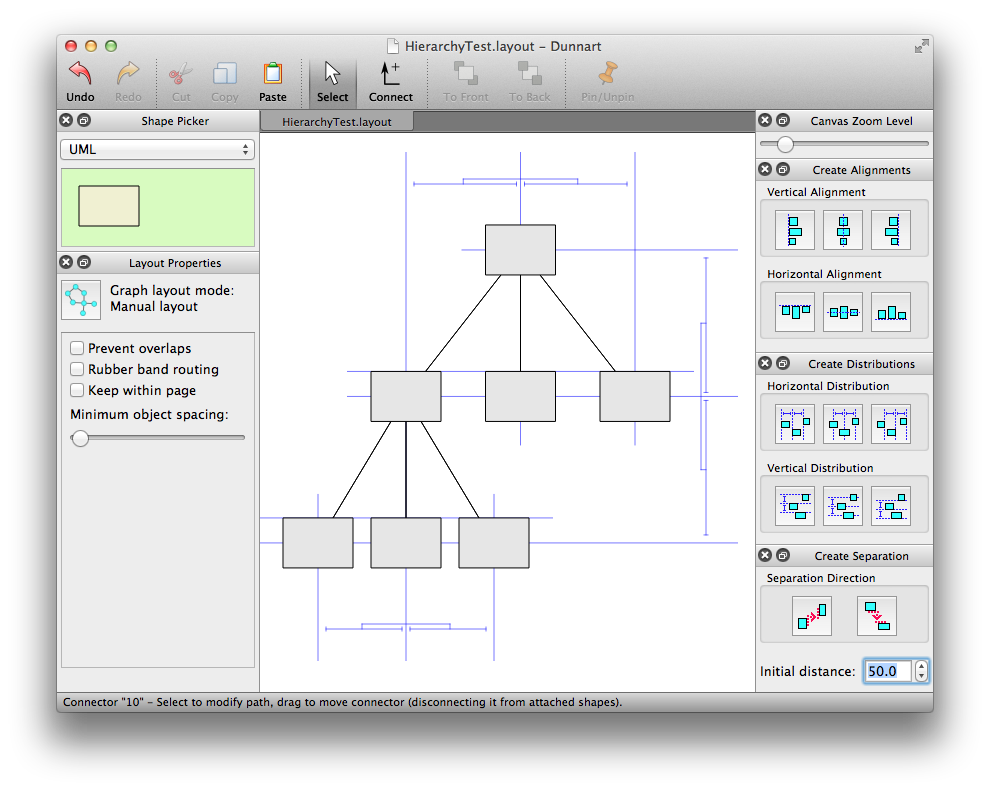 HierarchyTest.layout – Dunnart
Undo
Redo
Cut
Copy
Paste
Select
Connect
To Front
To Back
Pin/Unpin
Shape Picker
UML
Layout Properties
Graph layout mode:
Manual layout
Prevent overlaps
Rubber band routing
Keep within page
Minimum object spacing:
HierarchyTest.layout
Canvas Zoom Level
Create Alignments
Vertical Alignment
Horizontal Alignment
Create Distributions
Horizontal Distribution
Vertical Distribution
Create Separation
Separation Direction
Initial distance: 50.0
Connector "10" – Select to modify path, drag to move connector (disconnecting it from attached shapes).